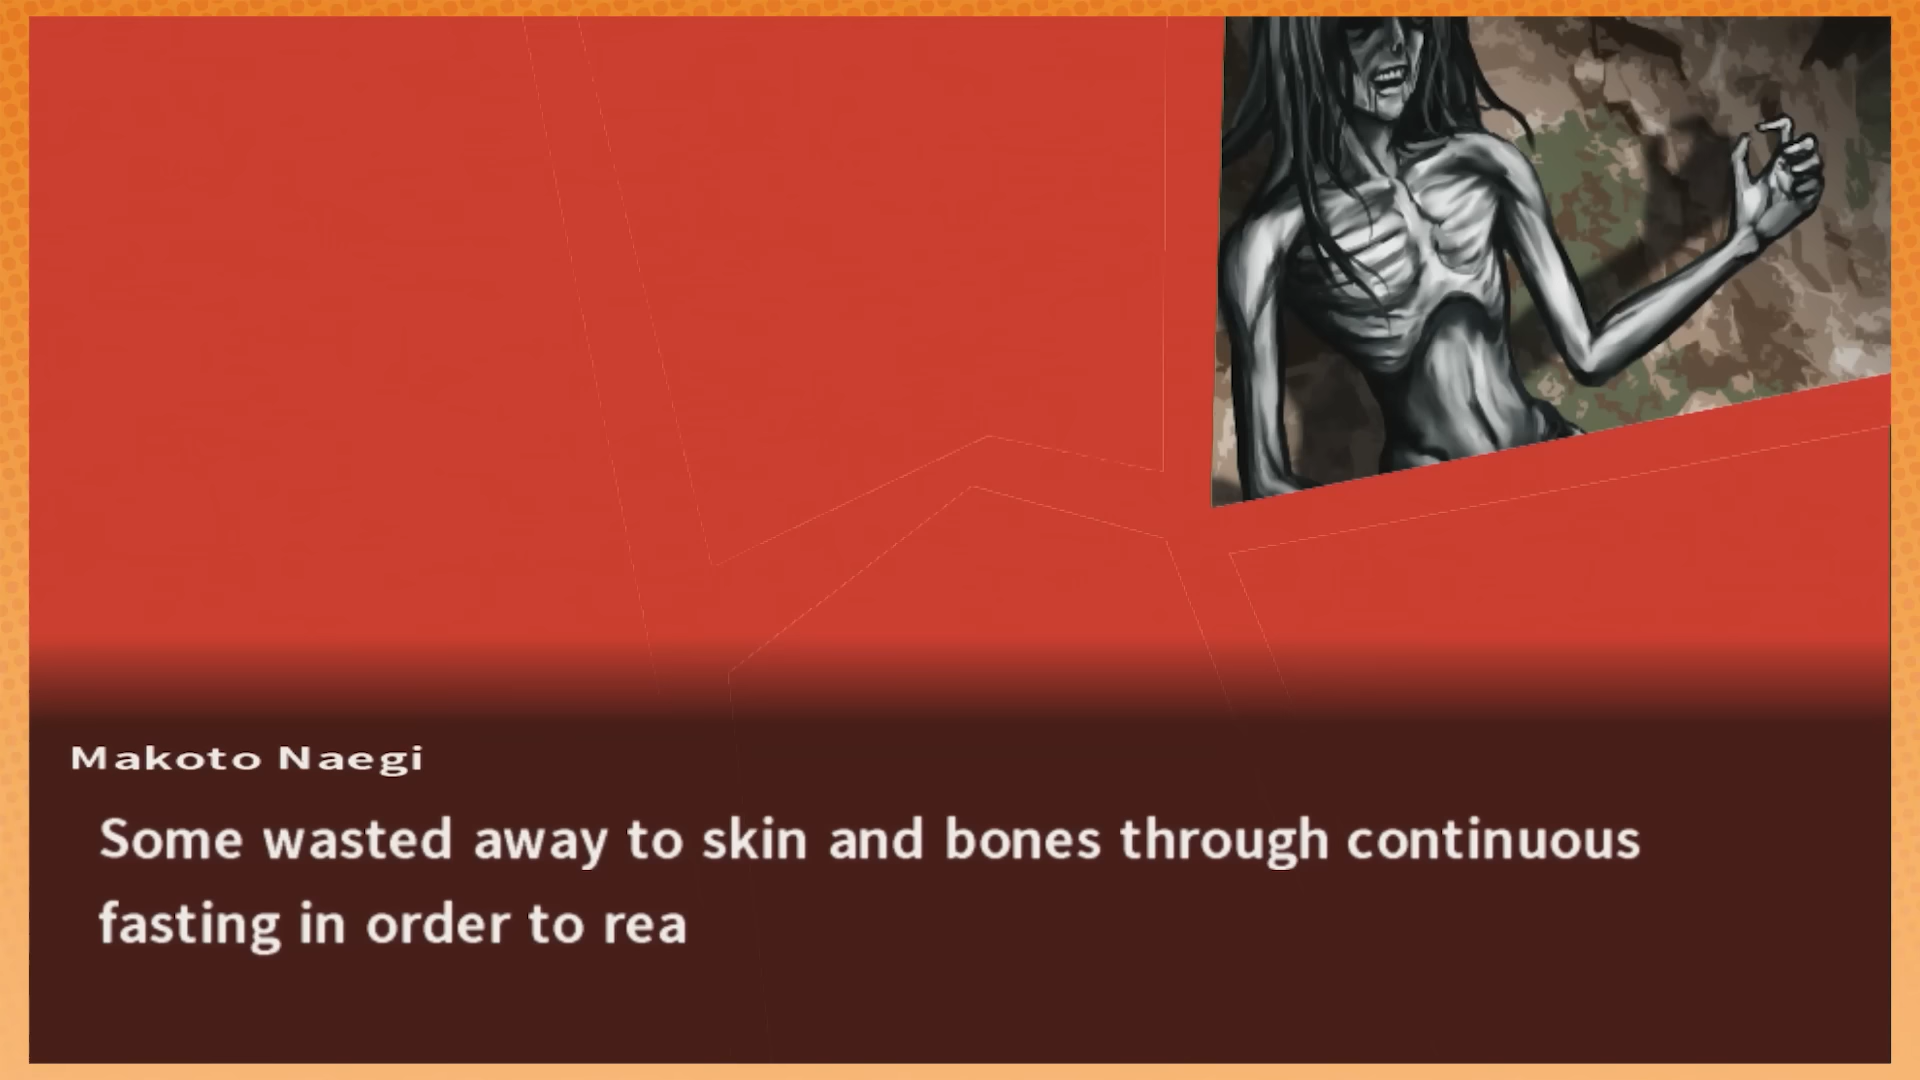 Makoto Naegi
Some wasted away to skin and bones through continuous
fasting in order to rea